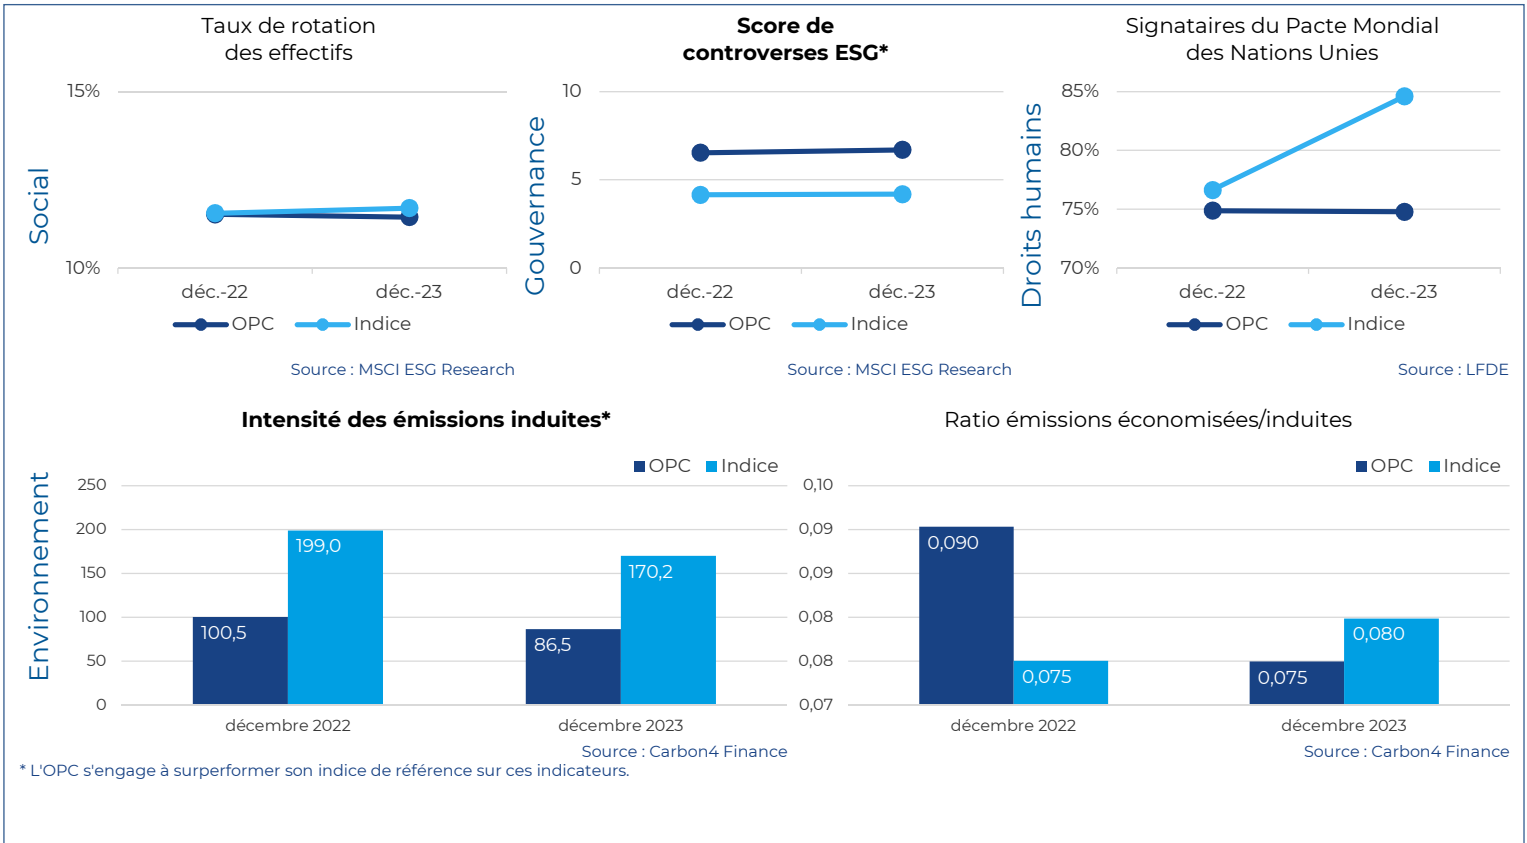 Taux de rotation
des effectifs
Social
15%
10%
déc.-22
déc.-23
OPC
Indice
Source : MSCI ESG Research
Score de
controverses ESG*
Gouvernance
10
5
0
déc.-22
déc.-23
OPC
Indice
Source : MSCI ESG Research
Signataires du Pacte Mondial
des Nations Unies
Droits humains
85%
80%
75%
70%
déc.-22
déc.-23
OPC
Indice
Source : LFDE
Environnement
Intensité des émissions induites*
OPC
Indice
250
200
150
100
50
0
100,5
199,0
86,5
170,2
décembre 2022
décembre 2023
Source : Carbon4 Finance
Ratio émissions économisées/induites
OPC
Indice
0,10
0,09
0,09
0,08
0,08
0,07
0,090
0,075
0,075
0,080
décembre 2022
décembre 2023
Source : Carbon4 Finance
* L'OPC s'engage à surperformer son indice de référence sur ces indicateurs.